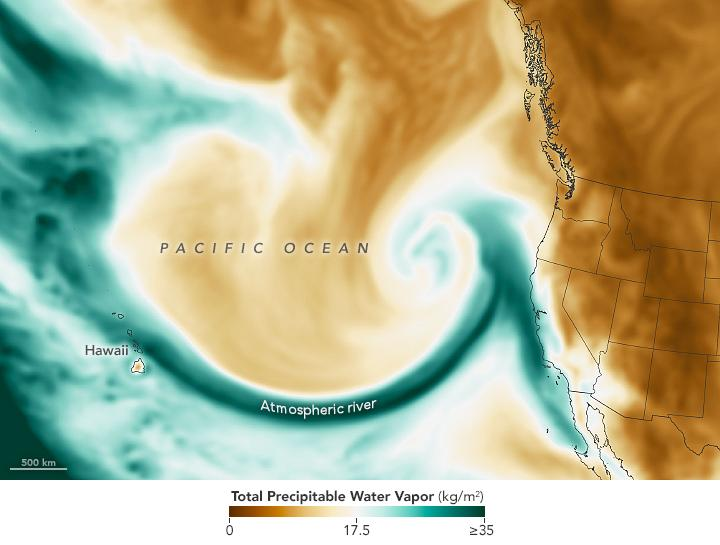 PACIFIC OCEAN
Hawaii
Atmospheric river
500 km
Total Precipitable Water Vapor (kg/m²)
0 17.5 ≥35